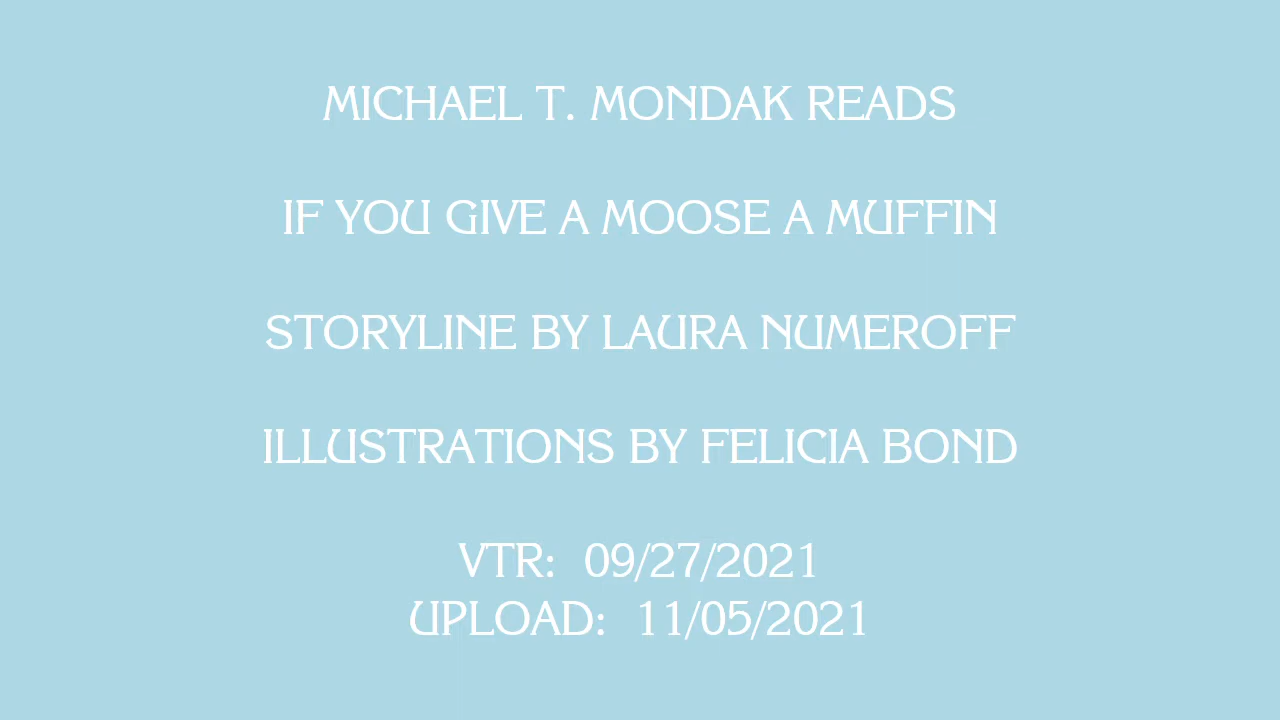 MICHAEL T. MONDAK READS
IF YOU GIVE A MOOSE A MUFFIN
STORYLINE BY LAURA NUMEROFF
ILLUSTRATIONS BY FELICIA BOND
VTR: 09/27/2021
UPLOAD: 11/05/2021